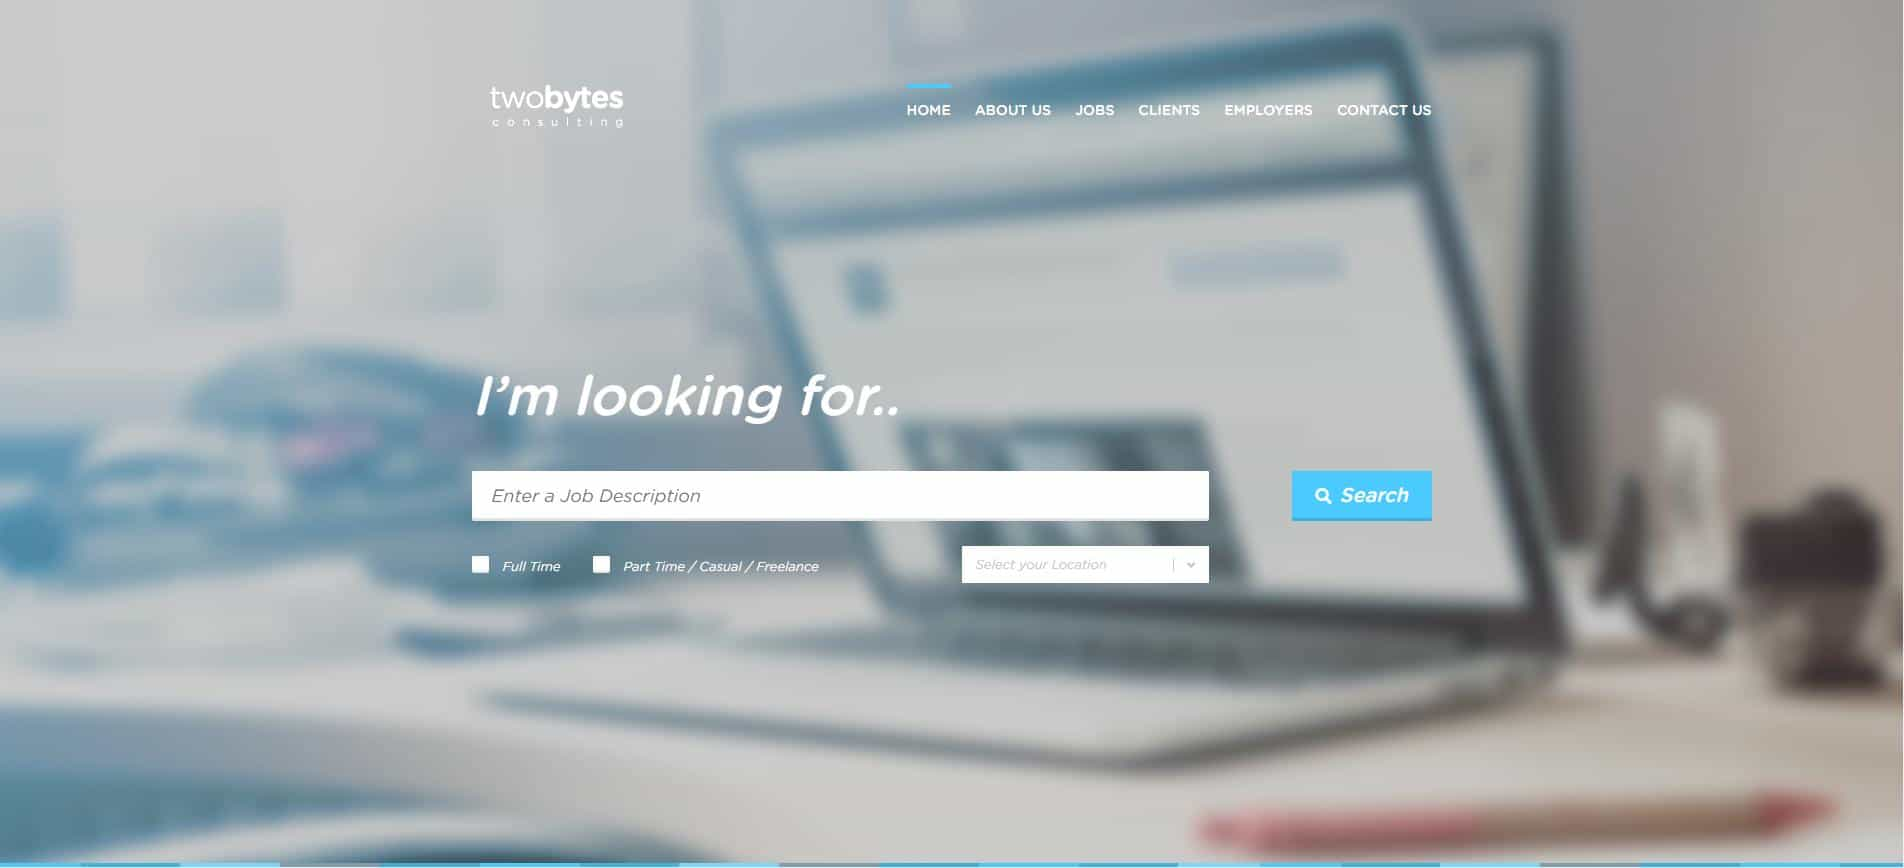 twobytes
consulting
HOME ABOUT US JOBS CLIENTS EMPLOYERS CONTACT US
I'm looking for..
Enter a Job Description
Search
Full Time Part Time / Casual / Freelance Select your Location